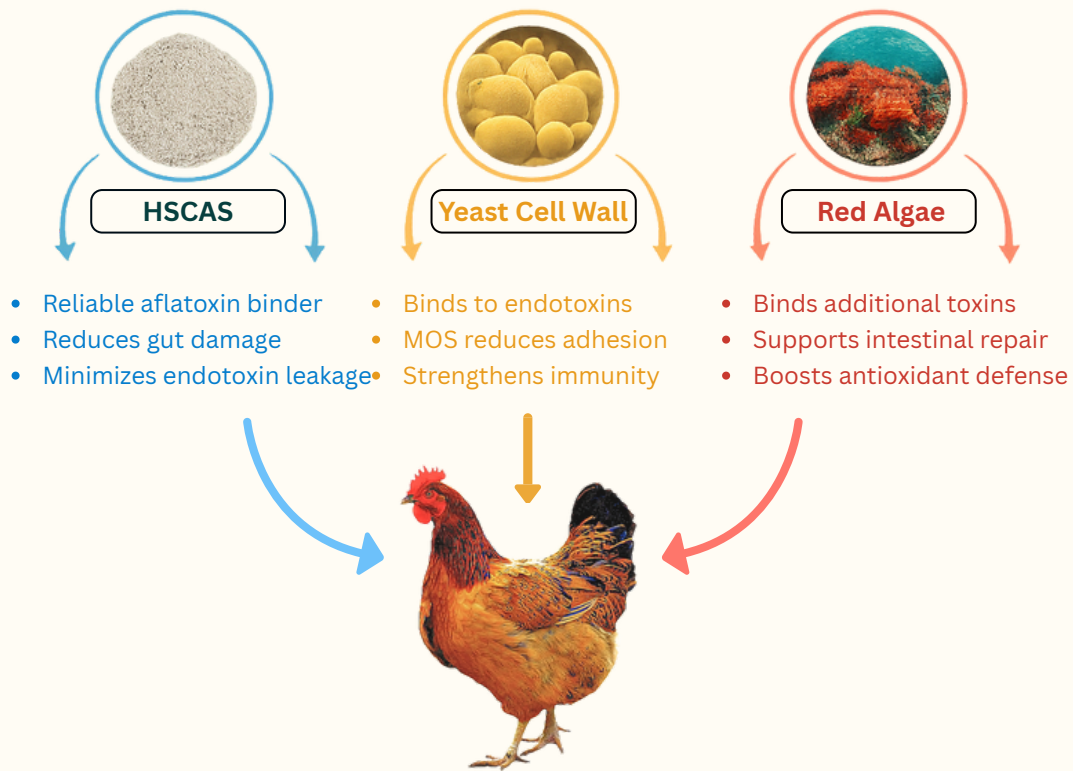 HSCAS
Reliable aflatoxin binder
Reduces gut damage
Minimizes endotoxin leakage
Yeast Cell Wall
Binds to endotoxins
MOS reduces adhesion
Strengthens immunity
Red Algae
Binds additional toxins
Supports intestinal repair
Boosts antioxidant defense